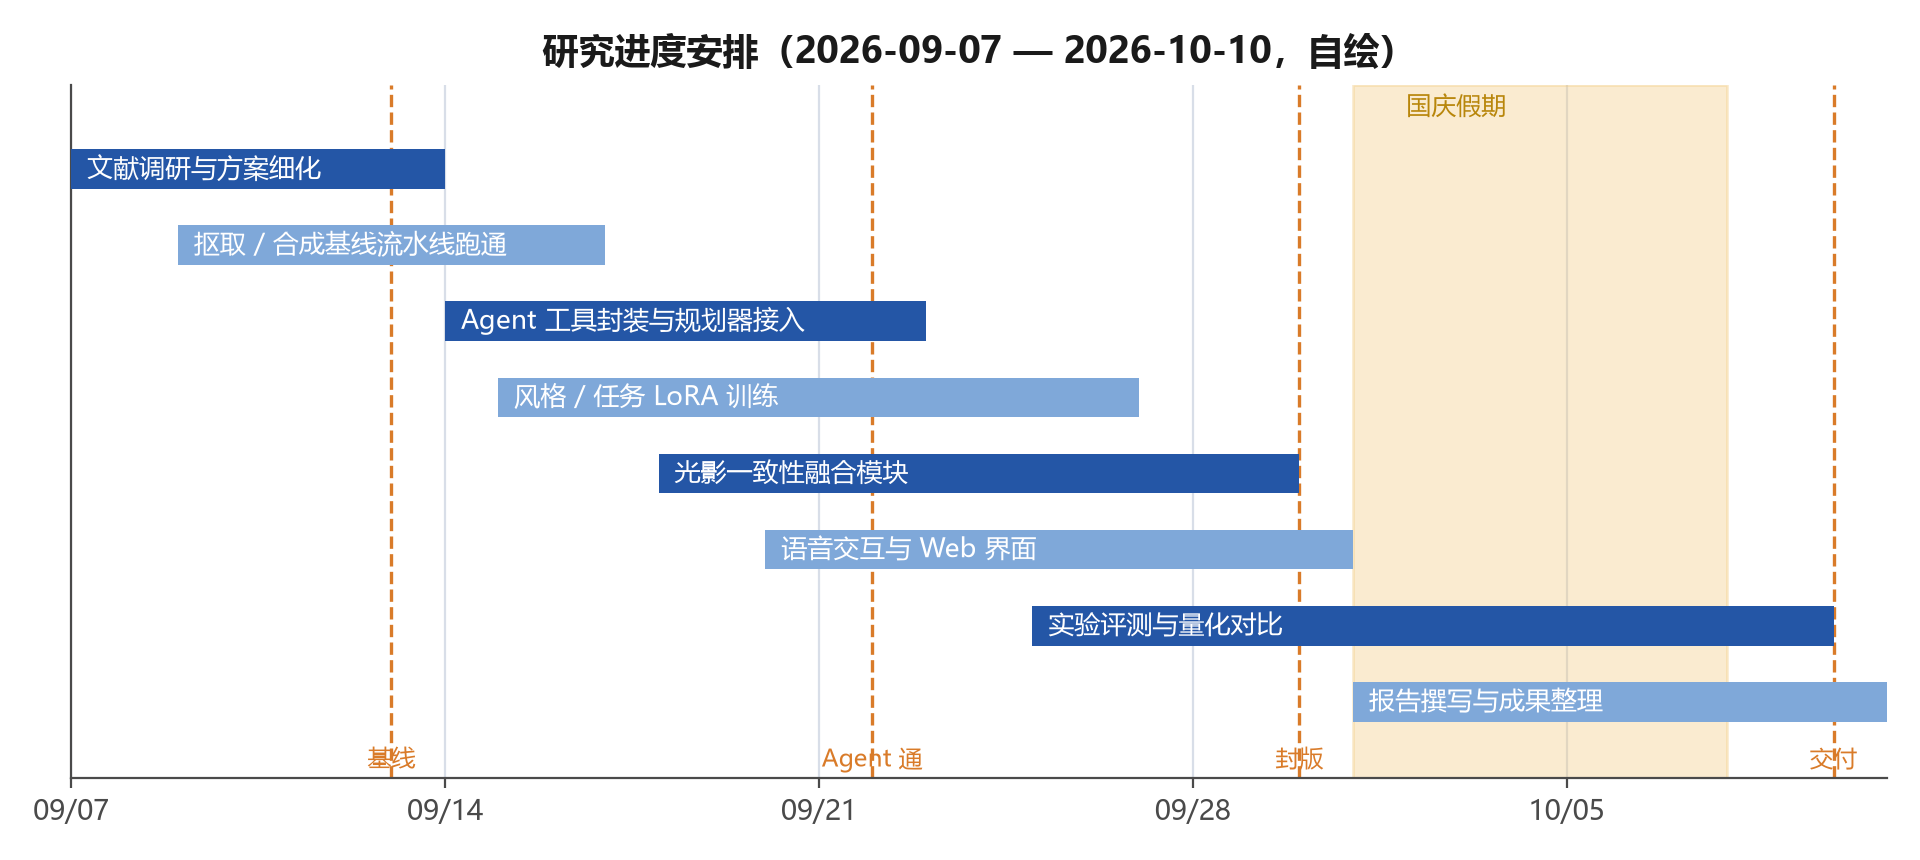 研究进度安排（2026-09-07 — 2026-10-10，自绘）
国庆假期
文献调研与方案细化
抠取 / 合成基线流水线跑通
Agent 工具封装与规划器接入
风格 / 任务 LoRA 训练
光影一致性融合模块
语音交互与 Web 界面
实验评测与量化对比
报告撰写与成果整理
基线
Agent 通
封版
交付
09/07
09/14
09/21
09/28
10/05